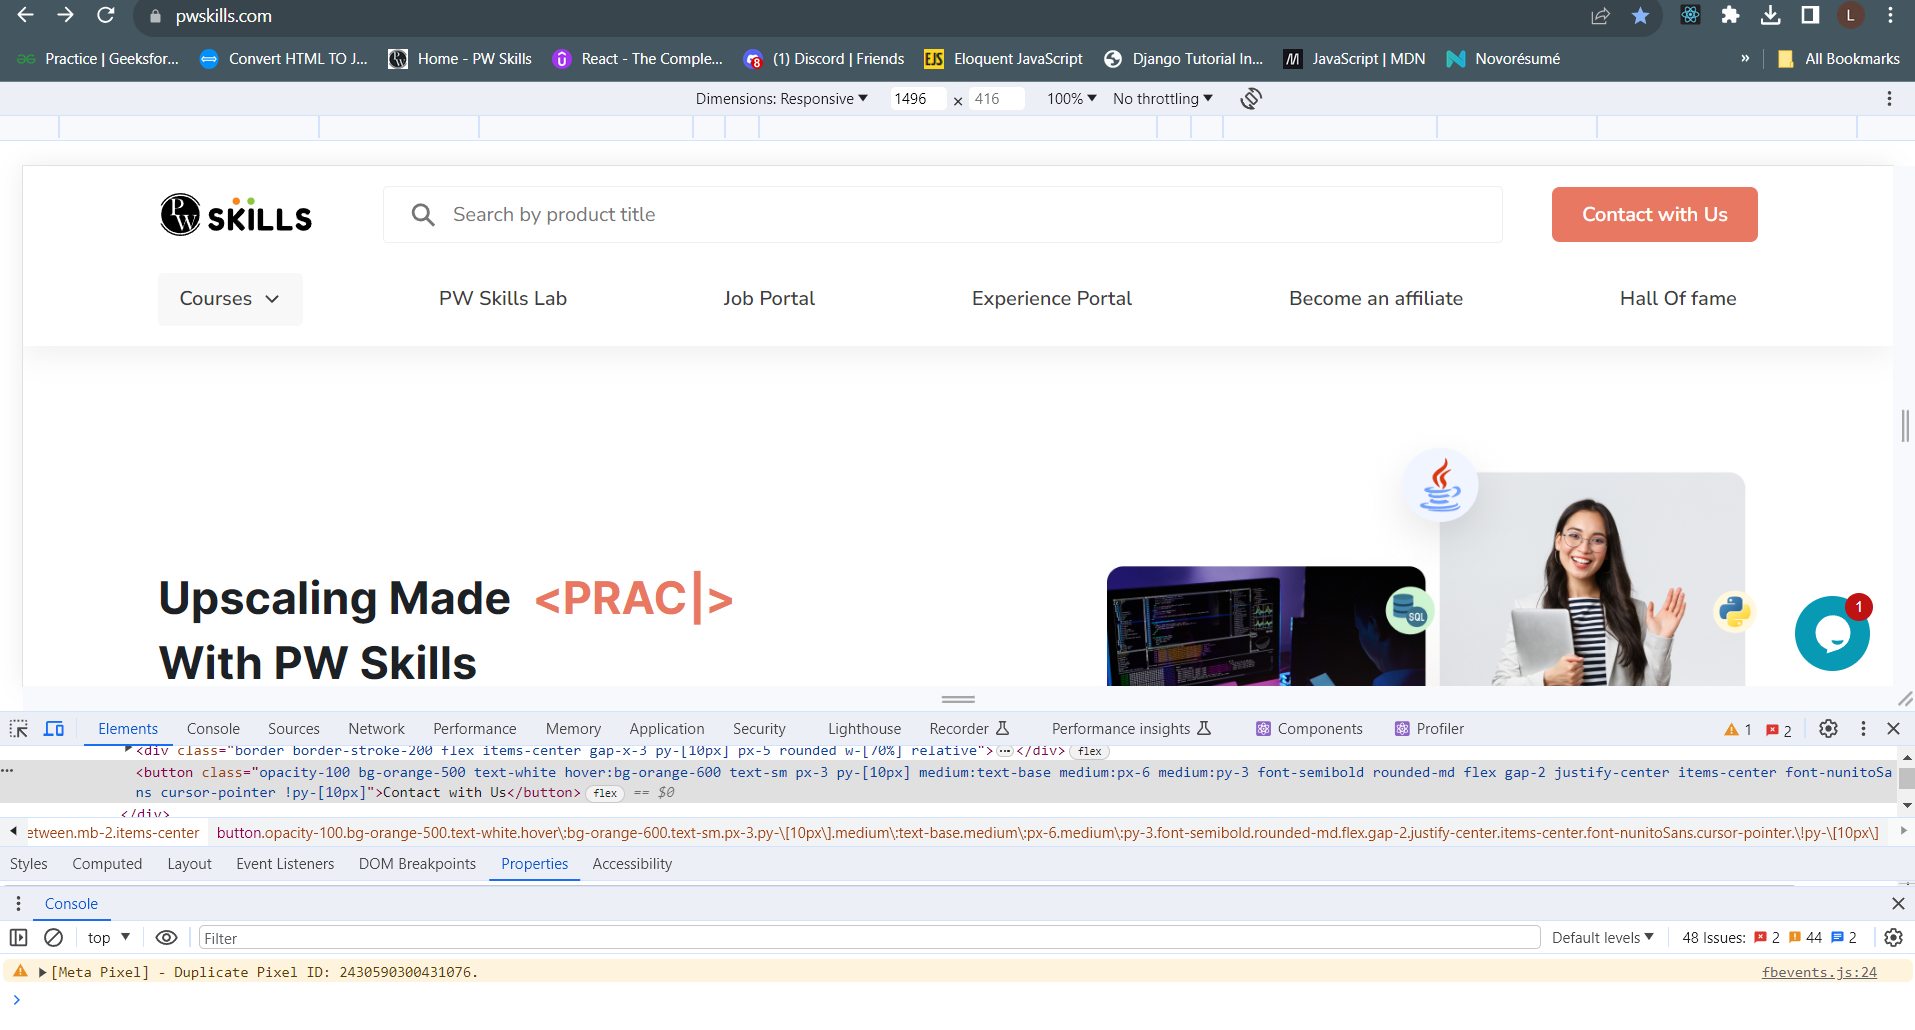 pwskills.com
L
Practice | Geeksfor...
Convert HTML TO J...
Home - PW Skills
React - The Comple...
8
(1) Discord | Friends
EJS
Eloquent JavaScript
Django Tutorial In...
JavaScript | MDN
Novorésumé
»
All Bookmarks
Dimensions: Responsive
1496
×
416
100%
No throttling
PW SKILLS
Search by product title
Contact with Us
Courses
PW Skills Lab
Job Portal
Experience Portal
Become an affiliate
Hall Of fame
Upscaling Made <PRAC|>
With PW Skills
SQL
1
Elements
Console
Sources
Network
Performance
Memory
Application
Security
Lighthouse
Recorder
Performance insights
Components
Profiler
1
2
<div class="border border-stroke-200 flex items-center gap-x-3 py-[10px] px-5 rounded w-[70%] relative">…</div> flex
<button class="opacity-100 bg-orange-500 text-white hover:bg-orange-600 text-sm px-3 py-[10px] medium:text-base medium:px-6 medium:py-3 font-semibold rounded-md flex gap-2 justify-center items-center font-nunitoSa
ns cursor-pointer !py-[10px]">Contact with Us</button> flex == $0
</div>
etween.mb-2.items-center
button.opacity-100.bg-orange-500.text-white.hover\:bg-orange-600.text-sm.px-3.py-\[10px\].medium\:text-base.medium\:px-6.medium\:py-3.font-semibold.rounded-md.flex.gap-2.justify-center.items-center.font-nunitoSans.cursor-pointer.\!py-\[10px\]
Styles
Computed
Layout
Event Listeners
DOM Breakpoints
Properties
Accessibility
Console
top
Filter
Default levels
48 Issues: 2 44 2
[Meta Pixel] - Duplicate Pixel ID: 2430590300431076.
fbevents.js:24